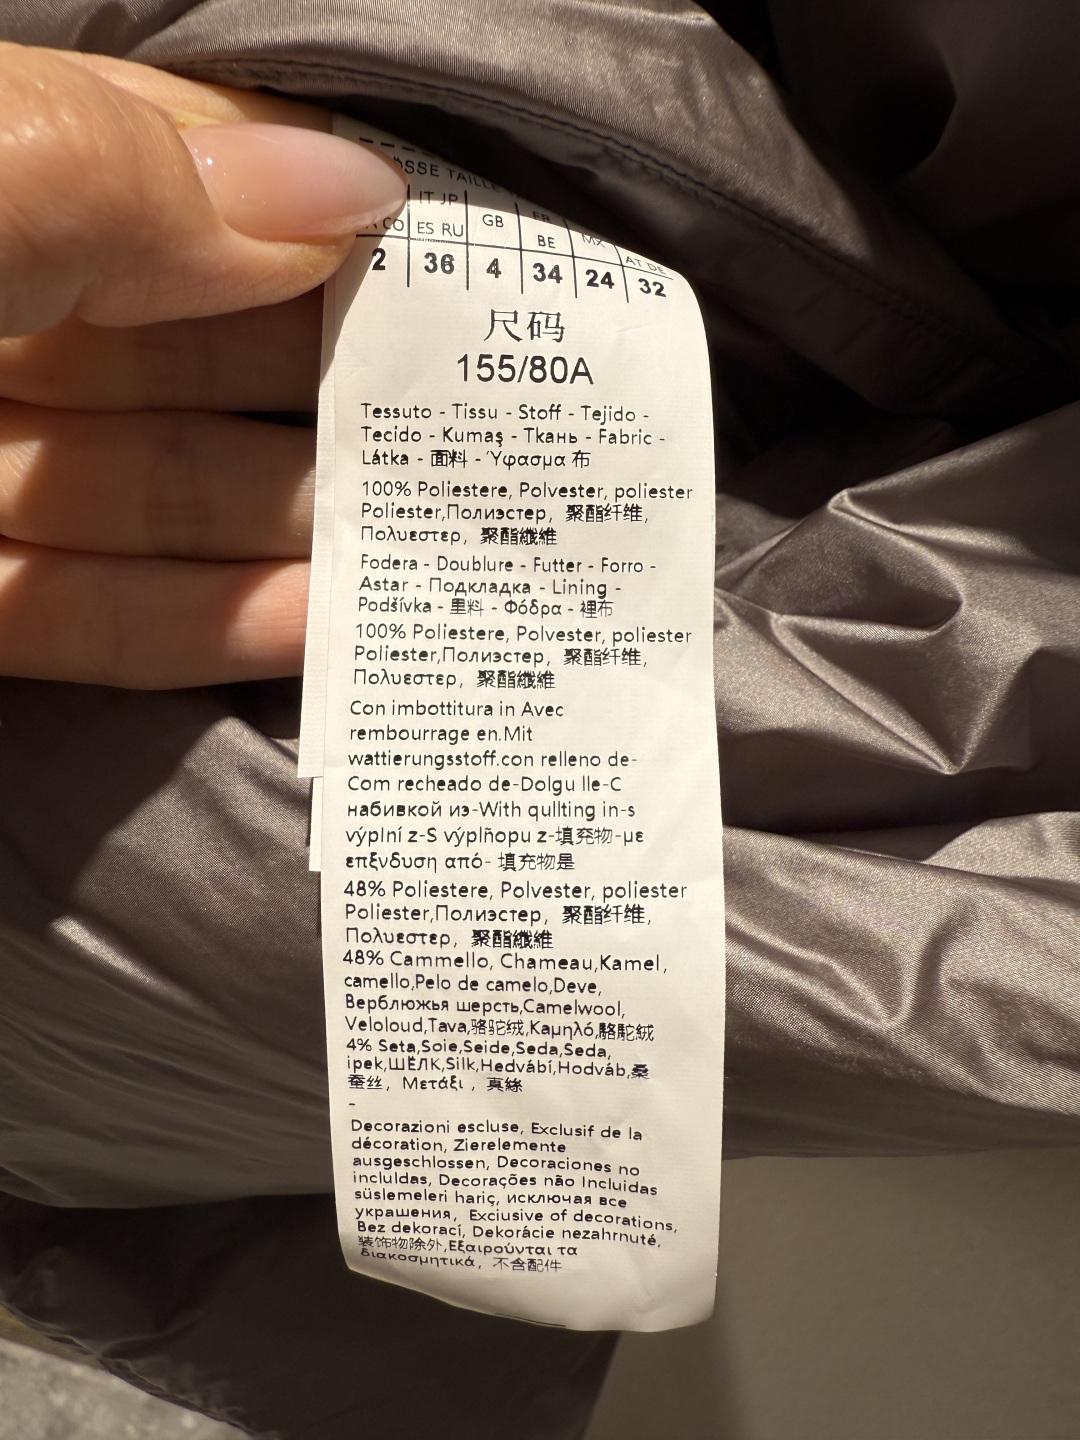 SSE TAILLE
IT JP
CO ES RU GB FR BE MX AT DE
2 36 4 34 24 32
尺码
155/80A
Tessuto - Tissu - Stoff - Tejido -
Tecido - Kumaş - Ткань - Fabric -
Látka - 面料 - Ύφασμα 布
100% Poliestere, Polvester, poliester
Poliester,Полиэстер, 聚酯纤维,
Πολυεστερ, 聚酯纖維
Fodera - Doublure - Futter - Forro -
Astar - Подкладка - Lining -
Podšívka - 里料 - Φόδρα - 裡布
100% Poliestere, Polvester, poliester
Poliester,Полиэстер, 聚酯纤维,
Πολυεστερ, 聚酯纖維
Con imbottitura in Avec
rembourrage en.Mit
wattierungsstoff.con relleno de-
Com recheado de-Dolgu lle-C
набивкой из-With qullting in-s
výplní z-S výplñopu z-填充物-με
επξνδυση από- 填充物是
48% Poliestere, Polvester, poliester
Poliester,Полиэстер, 聚酯纤维,
Πολυεστερ, 聚酯纖維
48% Cammello, Chameau,Kamel,
camello,Pelo de camelo,Deve,
Верблюжья шерсть,Camelwool,
Veloloud,Tava,骆驼绒,Καμηλό,駱駝絨
4% Seta,Soie,Seide,Seda,Seda,
ipek,ШЁЛК,Silk,Hedvábí,Hodváb,桑
蚕丝, Μετάξι , 真絲
-
Decorazioni escluse, Exclusif de la
décoration, Zierelemente
ausgeschlossen, Decoraciones no
incluldas, Decorações não Incluidas
süslemeleri hariç, исключая все
украшения, Exciusive of decorations,
Bez dekorací, Dekorácie nezahrnuté,
装饰物除外,Εξαιρούνται τα
διακοσμητικά, 不含配件